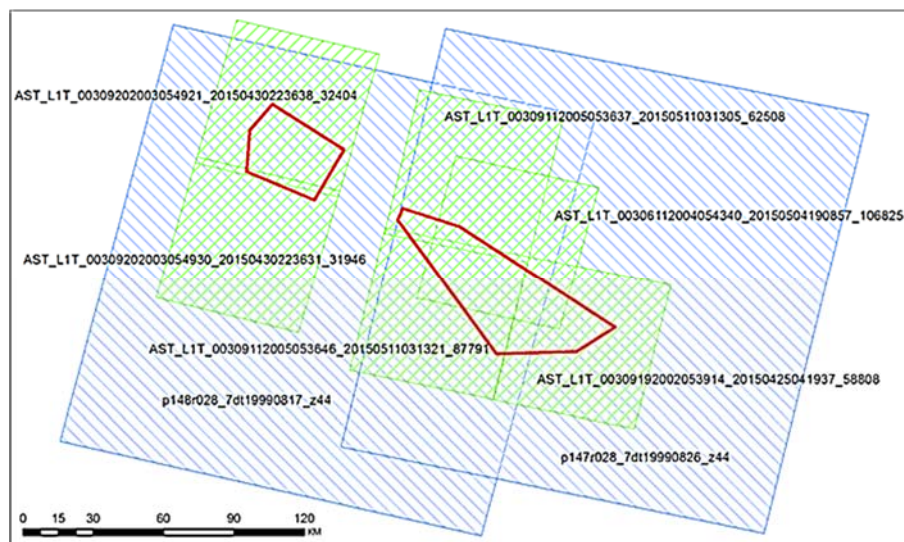 AST_L1T_00309202003054921_20150430223638_32404
AST_L1T_00309112005053637_20150511031305_62508
AST_L1T_00306112004054340_20150504190857_106825
AST_L1T_00309202003054930_20150430223631_31946
AST_L1T_00309112005053646_20150511031321_87791
AST_L1T_00309192002053914_20150425041937_58808
p148r028_7dt19990817_z44
p147r028_7dt19990826_z44
0 15 30 60 90 120
KM